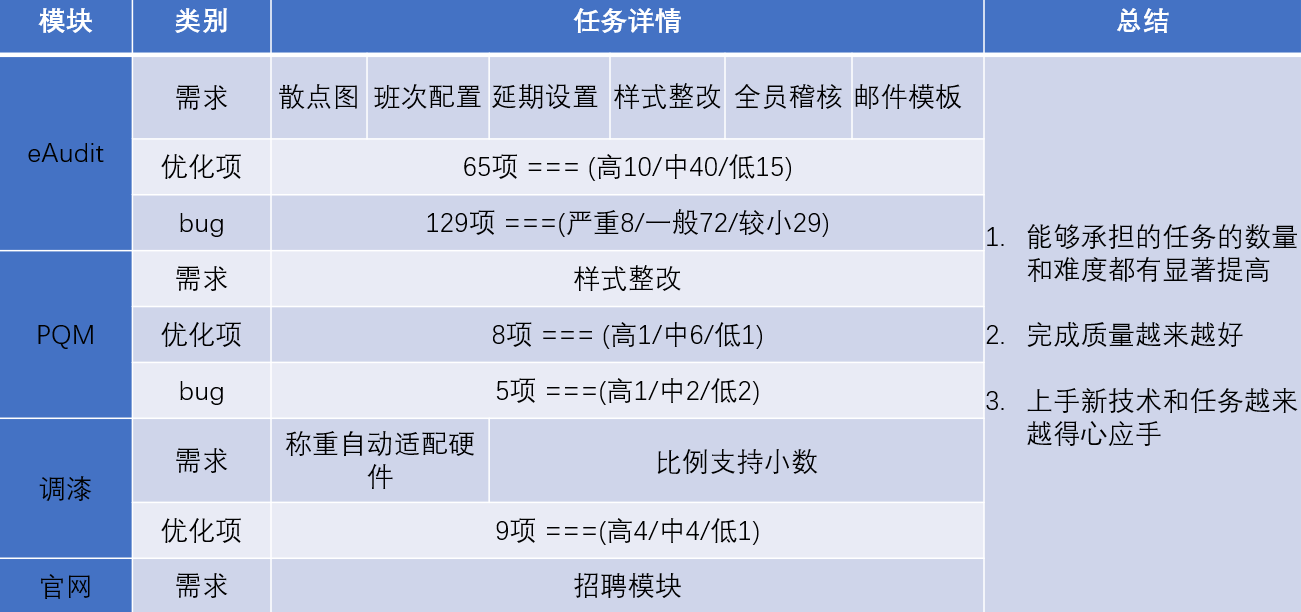 模块 类别 任务详情 总结
eAudit
需求 散点图 班次配置 延期设置 样式整改 全员稽核 邮件模板
优化项 65项 === (高10/中40/低15)
bug 129项 ===(严重8/一般72/较小29)
PQM
需求 样式整改
优化项 8项 === (高1/中6/低1)
bug 5项 ===(高1/中2/低2)
调漆
需求 称重自动适配硬
件 比例支持小数
优化项 9项 ===(高4/中4/低1)
官网 需求 招聘模块
1. 能够承担的任务的数量
和难度都有显著提高
2. 完成质量越来越好
3. 上手新技术和任务越来
越得心应手